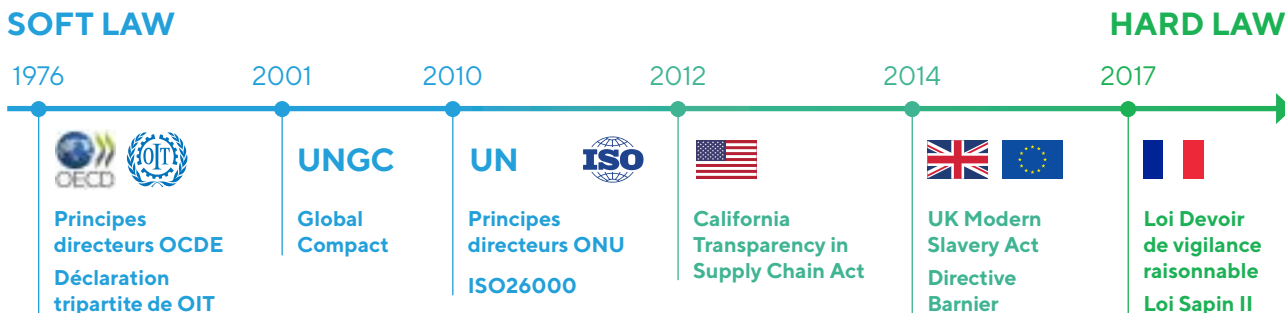 SOFT LAW
HARD LAW
1976
2001
2010
2012
2014
2017
OECD
OIT
UNGC
UN
ISO
Principes
directeurs OCDE
Déclaration
tripartite de OIT
Global
Compact
Principes
directeurs ONU
ISO26000
California
Transparency in
Supply Chain Act
UK Modern
Slavery Act
Directive
Barnier
Loi Devoir
de vigilance
raisonnable
Loi Sapin II